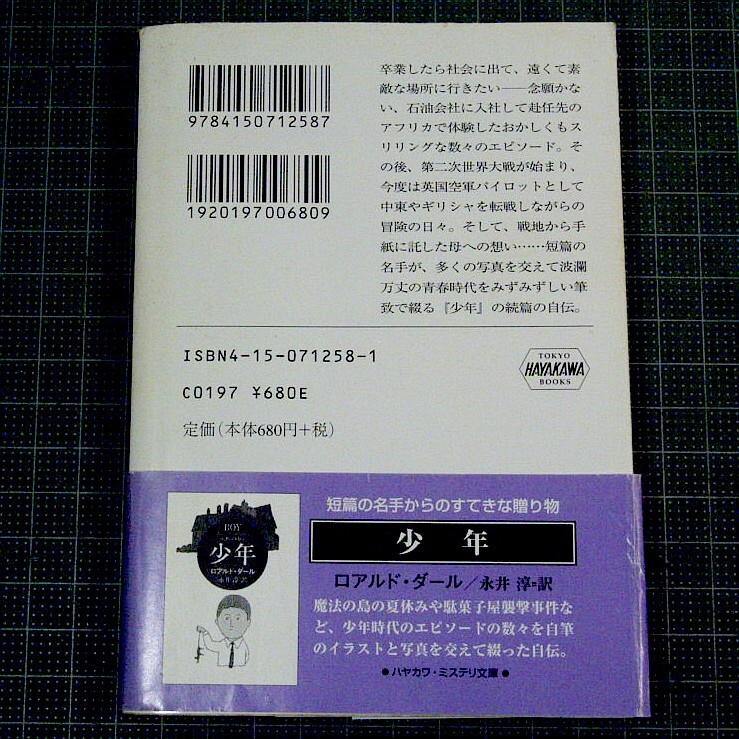 9784150712587
1920197006809
卒業したら社会に出て、遠くて素
敵な場所に行きたい——念願かな
い、石油会社に入社して赴任先の
アフリカで体験したおかしくもス
リリングな数々のエピソード。そ
の後、第二次世界大戦が始まり、
今度は英国空軍パイロットとして
中東やギリシャを転戦しながらの
冒険の日々。そして、戦地から手
紙に託した母への想い……短篇の
名手が、多くの写真を交えて波瀾
万丈の青春時代をみずみずしい筆
致で綴る『少年』の続篇の自伝。
ISBN4-15-071258-1
C0197 ¥680E
定価(本体680円+税)
TOKYO
HAYAKAWA
BOOKS
BOY
少年
ロアルド・ダール
永井淳訳
短篇の名手からのすてきな贈り物
少年
ロアルド・ダール/永井 淳=訳
魔法の島の夏休みや駄菓子屋襲撃事件な
ど、少年時代のエピソードの数々を自筆
のイラストと写真を交えて綴った自伝。
●ハヤカワ・ミステリ文庫●